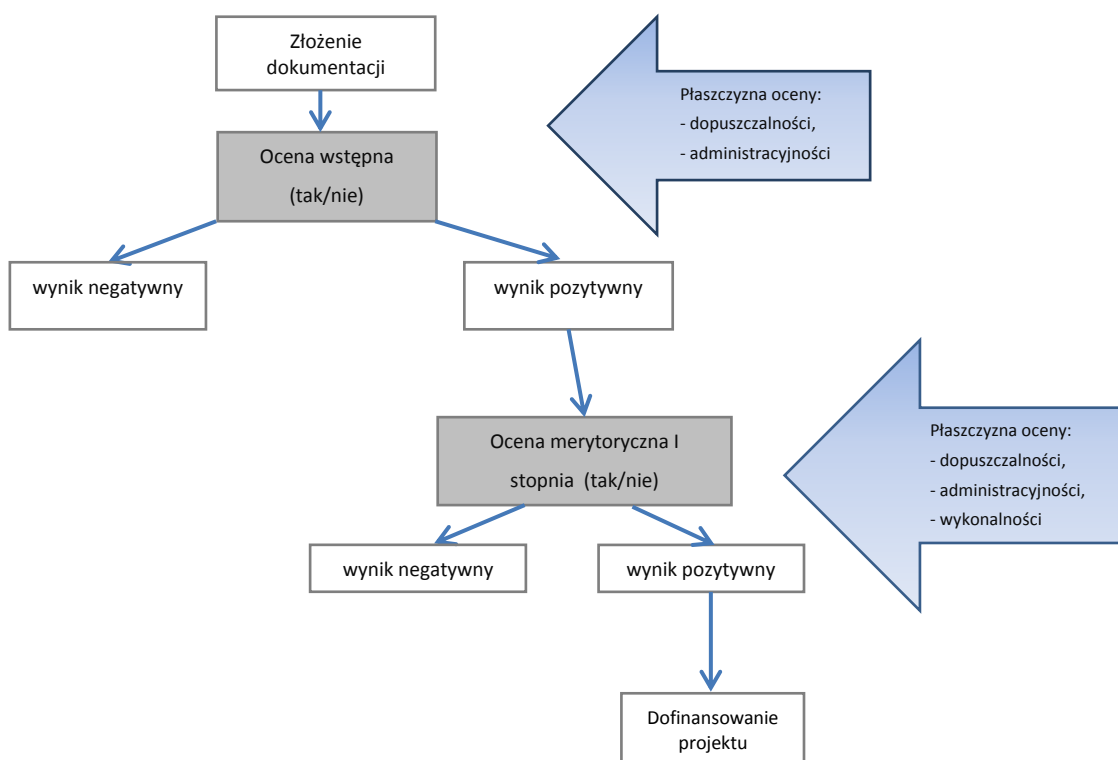 Złożenie
dokumentacji
Płaszczyzna oceny:
- dopuszczalności,
- administracyjności
Ocena wstępna
(tak/nie)
wynik negatywny
wynik pozytywny
Ocena merytoryczna I
stopnia (tak/nie)
Płaszczyzna oceny:
- dopuszczalności,
- administracyjności,
- wykonalności
wynik negatywny
wynik pozytywny
Dofinansowanie
projektu